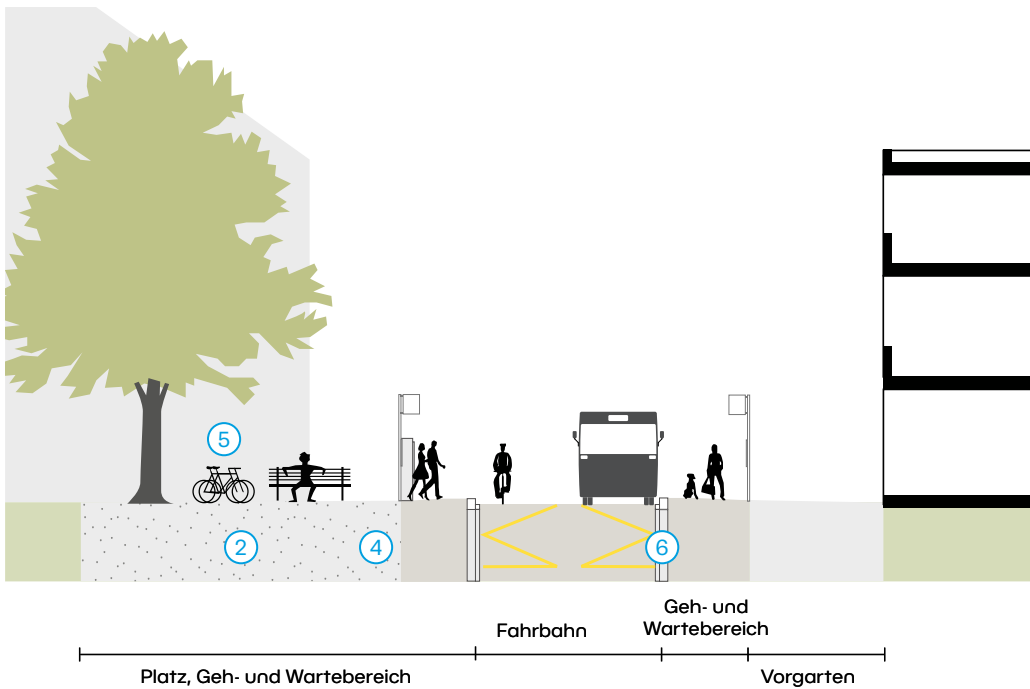 5
2
4
6
Geh- und
Wartebereich
Fahrbahn
Platz, Geh- und Wartebereich
Vorgarten